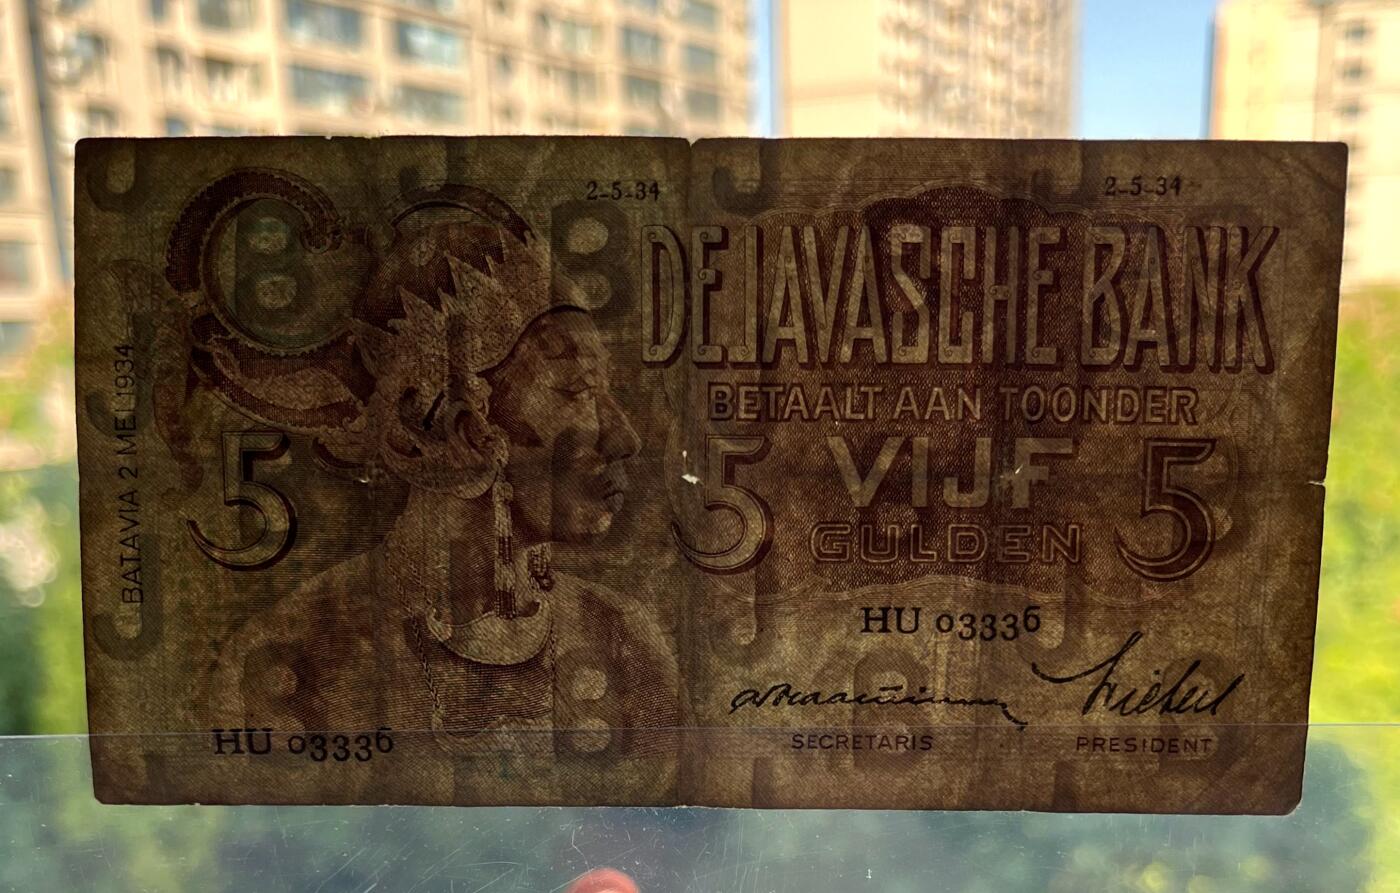 2-5-34
2-5-34
DE JAVASCHE BANK
BETAALT AAN TOONDER
5 5 VIJF 5
GULDEN
BATAVIA 2 MEI.1934
HU 03336
SECRETARIS
PRESIDENT
HU 03336